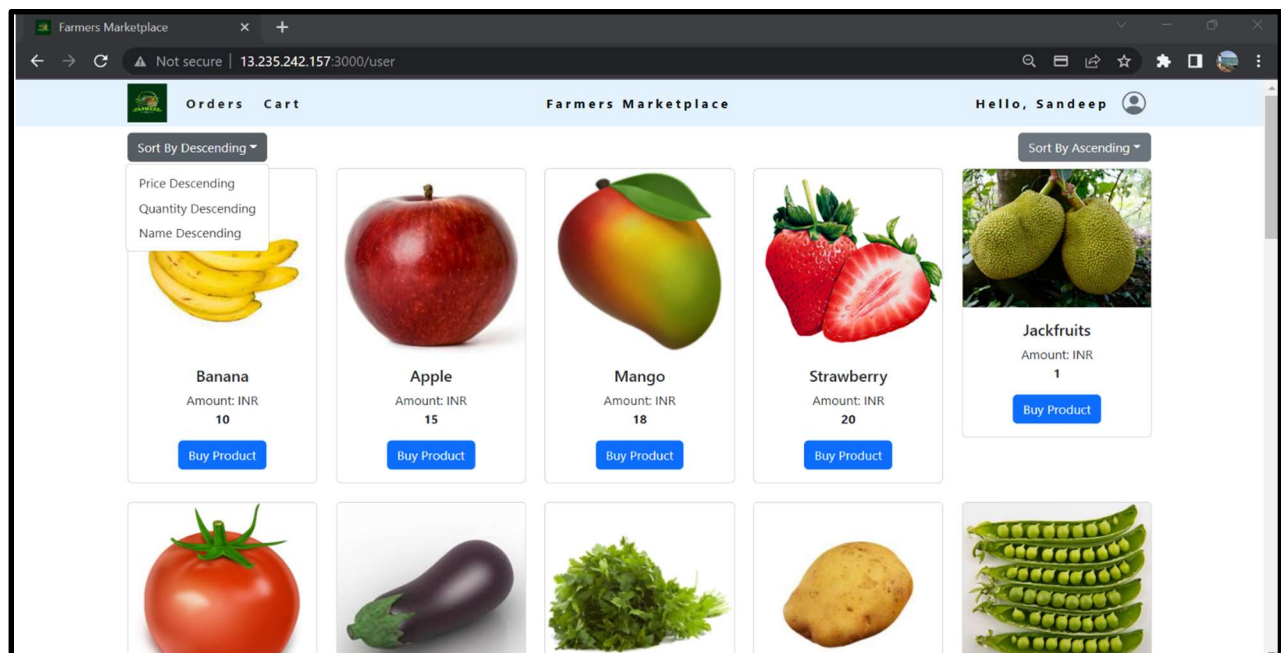 Farmers Marketplace
Not secure | 13.235.242.157:3000/user
Orders Cart Farmers Marketplace Hello, Sandeep
Sort By Descending Sort By Ascending
Price Descending
Quantity Descending
Name Descending
Banana
Amount: INR
10
Buy Product
Apple
Amount: INR
15
Buy Product
Mango
Amount: INR
18
Buy Product
Strawberry
Amount: INR
20
Buy Product
Jackfruits
Amount: INR
1
Buy Product